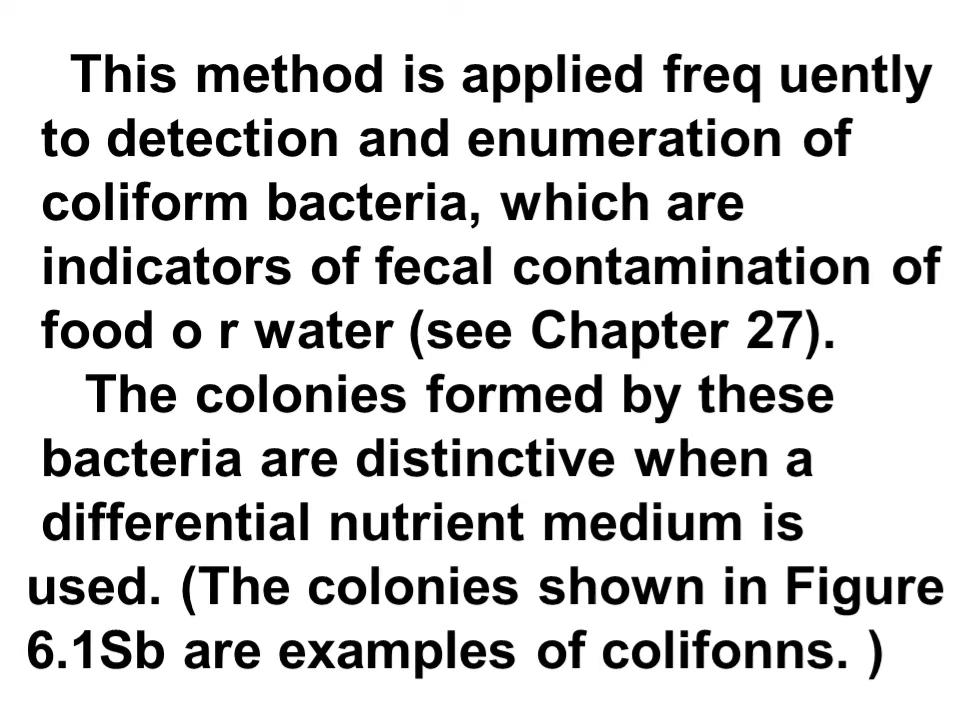 This method is applied freq uently
to detection and enumeration of
coliform bacteria, which are
indicators of fecal contamination of
food o r water (see Chapter 27).
The colonies formed by these
bacteria are distinctive when a
differential nutrient medium is
used. (The colonies shown in Figure
6.1Sb are examples of colifonns. )